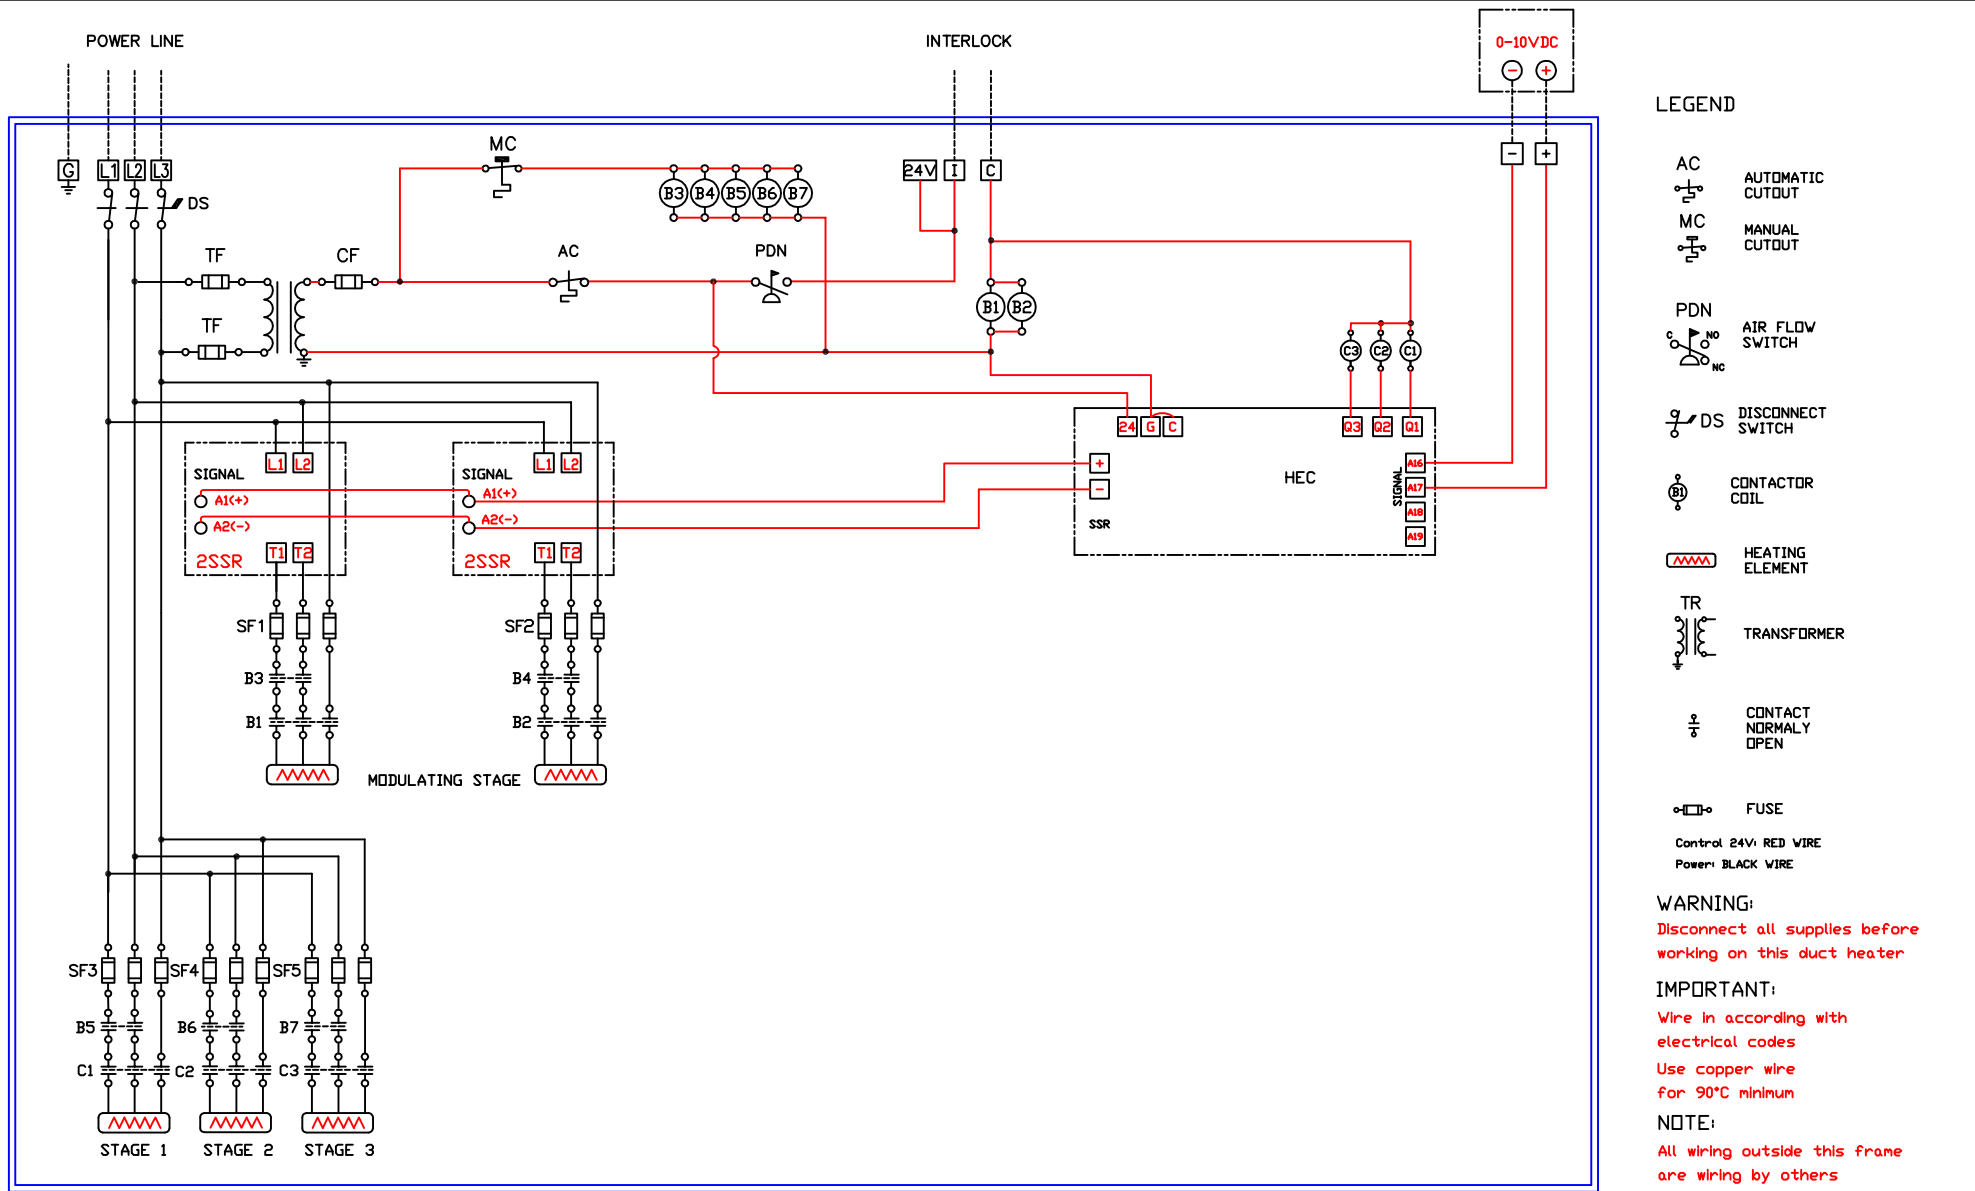 POWER LINE
INTERLOCK
0-10VDC
- +
G L1 L2 L3
DS
MC
B3 B4 B5 B6 B7
24V I C
- +
TF
CF
AC
PDN
B1 B2
TF
C3 C2 C1
24 G C
Q3 Q2 Q1
L1 L2
SIGNAL
A1(+)
A2(-)
2SSR
T1 T2
L1 L2
SIGNAL
A1(+)
A2(-)
2SSR
T1 T2
+
-
SSR
HEC
SIGNAL
A16
A17
A18
A19
SF1
SF2
B3
B4
B1
B2
MODULATING STAGE
SF3 SF4 SF5
B5 B6 B7
C1 C2 C3
STAGE 1 STAGE 2 STAGE 3
LEGEND
AC
AUTOMATIC
CUTOUT
MC
MANUAL
CUTOUT
PDN
C NO
NC
AIR FLOW
SWITCH
DS
DISCONNECT
SWITCH
B1
CONTACTOR
COIL
HEATING
ELEMENT
TR
TRANSFORMER
CONTACT
NORMALY
OPEN
FUSE
Control 24V: RED WIRE
Power: BLACK WIRE
WARNING:
Disconnect all supplies before
working on this duct heater
IMPORTANT:
Wire in according with
electrical codes
Use copper wire
for 90°C minimum
NOTE:
All wiring outside this frame
are wiring by others